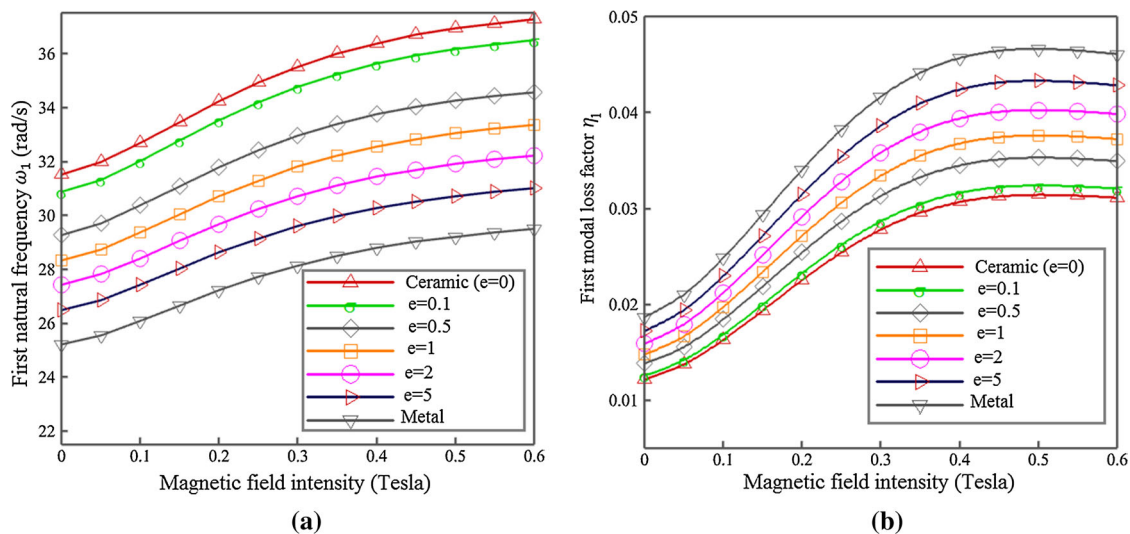 First natural frequency ω1 (rad/s)
36
34
32
30
28
26
24
22
Ceramic (e=0)
e=0.1
e=0.5
e=1
e=2
e=5
Metal
0 0.1 0.2 0.3 0.4 0.5 0.6
Magnetic field intensity (Tesla)
(a)
First modal loss factor η1
0.05
0.04
0.03
0.02
0.01
Ceramic (e=0)
e=0.1
e=0.5
e=1
e=2
e=5
Metal
0 0.1 0.2 0.3 0.4 0.5 0.6
Magnetic field intensity (Tesla)
(b)